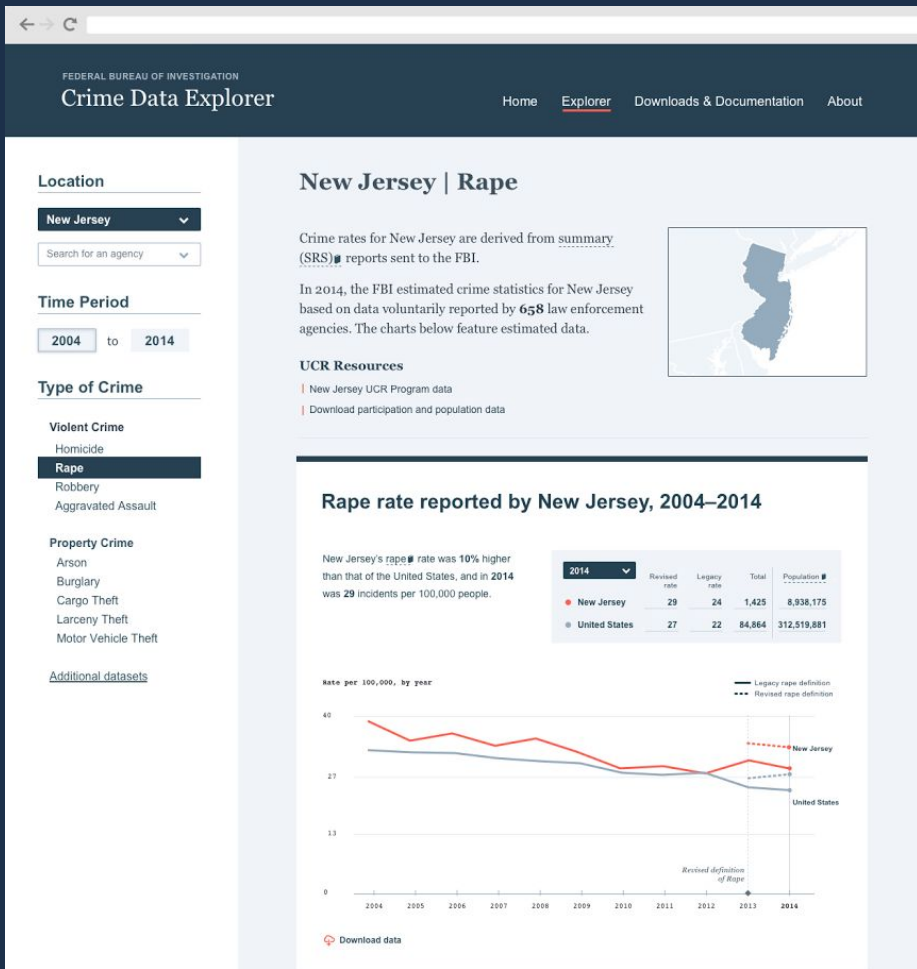 FEDERAL BUREAU OF INVESTIGATION
Crime Data Explorer
Home Explorer Downloads & Documentation About
Location
New Jersey
Search for an agency
Time Period
2004 to 2014
Type of Crime
Violent Crime
Homicide
Rape
Robbery
Aggravated Assault
Property Crime
Arson
Burglary
Cargo Theft
Larceny Theft
Motor Vehicle Theft
Additional datasets
New Jersey | Rape
Crime rates for New Jersey are derived from summary
(SRS) reports sent to the FBI.
In 2014, the FBI estimated crime statistics for New Jersey
based on data voluntarily reported by 658 law enforcement
agencies. The charts below feature estimated data.
UCR Resources
New Jersey UCR Program data
Download participation and population data
Rape rate reported by New Jersey, 2004–2014
New Jersey's rape rate was 10% higher
than that of the United States, and in 2014
was 29 incidents per 100,000 people.
2014 Revised rate Legacy rate Total Population
New Jersey 29 24 1,425 8,938,175
United States 27 22 84,864 312,519,881
Rate per 100,000, by year
Legacy rape definition
Revised rape definition
40
New Jersey
27
United States
13
Revised definition
of Rape
0
2004 2005 2006 2007 2008 2009 2010 2011 2012 2013 2014
Download data